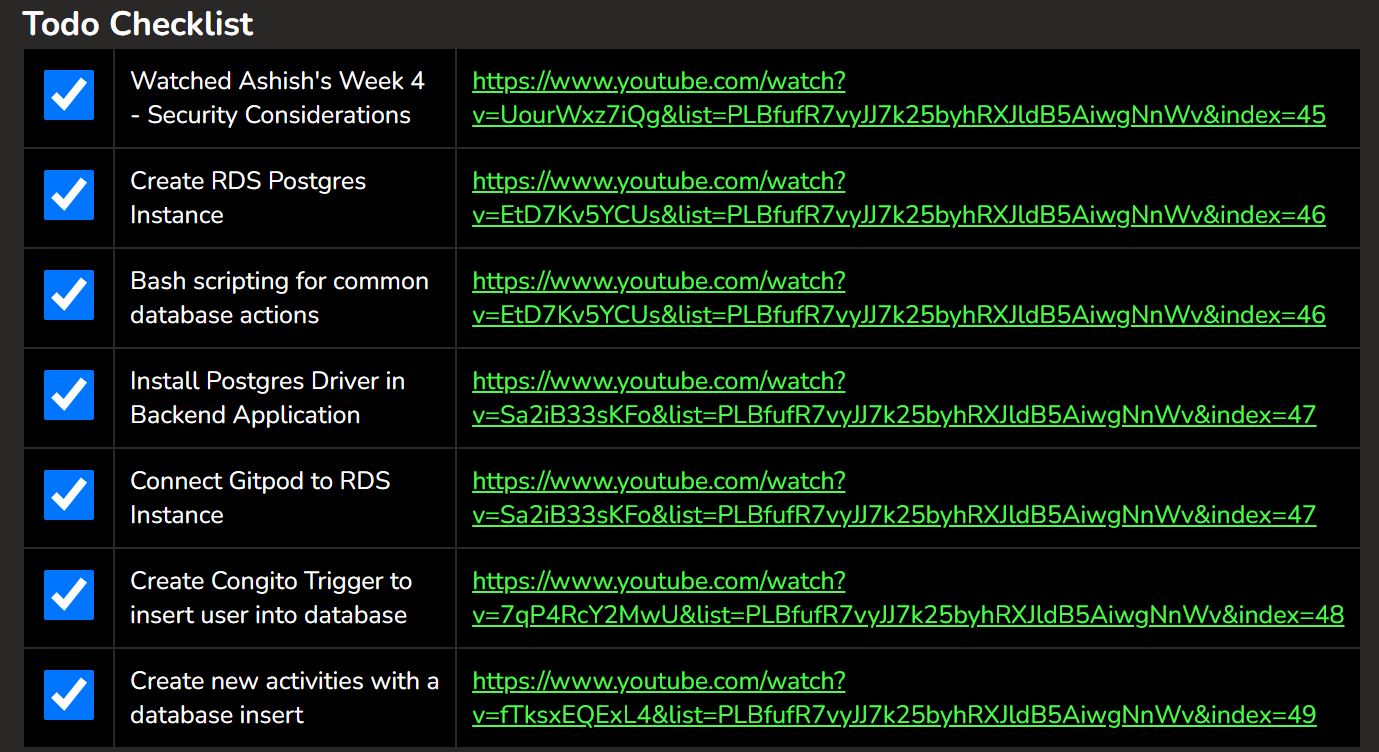 Todo Checklist
Watched Ashish's Week 4
- Security Considerations
https://www.youtube.com/watch?
v=UourWxz7iQg&list=PLBfufR7vyJJ7k25byhRXJldB5AiwgNnWv&index=45
Create RDS Postgres
Instance
https://www.youtube.com/watch?
v=EtD7Kv5YCUs&list=PLBfufR7vyJJ7k25byhRXJldB5AiwgNnWv&index=46
Bash scripting for common
database actions
https://www.youtube.com/watch?
v=EtD7Kv5YCUs&list=PLBfufR7vyJJ7k25byhRXJldB5AiwgNnWv&index=46
Install Postgres Driver in
Backend Application
https://www.youtube.com/watch?
v=Sa2iB33sKFo&list=PLBfufR7vyJJ7k25byhRXJldB5AiwgNnWv&index=47
Connect Gitpod to RDS
Instance
https://www.youtube.com/watch?
v=Sa2iB33sKFo&list=PLBfufR7vyJJ7k25byhRXJldB5AiwgNnWv&index=47
Create Congito Trigger to
insert user into database
https://www.youtube.com/watch?
v=7qP4RcY2MwU&list=PLBfufR7vyJJ7k25byhRXJldB5AiwgNnWv&index=48
Create new activities with a
database insert
https://www.youtube.com/watch?
v=fTksxEQExL4&list=PLBfufR7vyJJ7k25byhRXJldB5AiwgNnWv&index=49